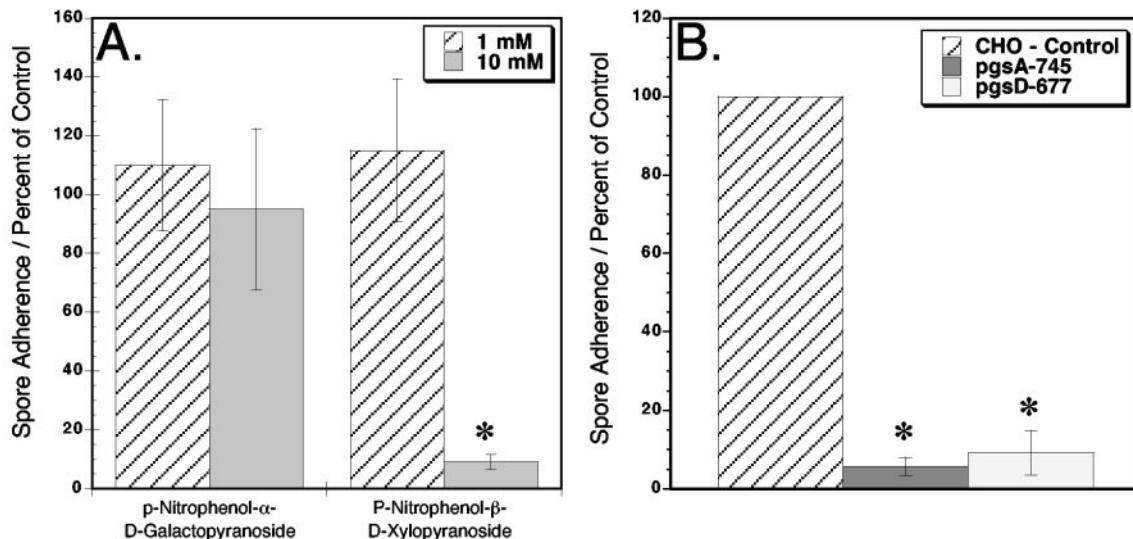 A.
1 mM
10 mM
Spore Adherence / Percent of Control
160
140
120
100
80
60
40
20
0
*
p-Nitrophenol-α-
D-Galactopyranoside
P-Nitrophenol-β-
D-Xylopyranoside
B.
CHO - Control
pgsA-745
pgsD-677
Spore Adherence / Percent of Control
120
100
80
60
40
20
0
*
*